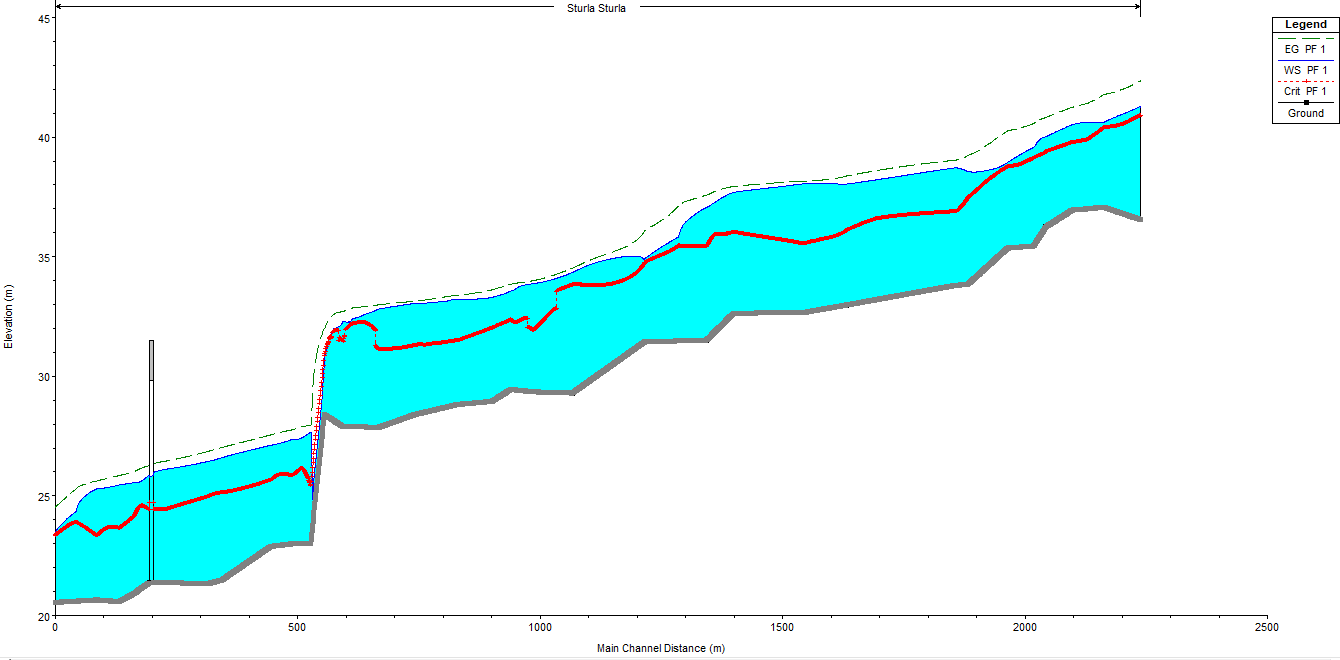 Sturla Sturla
Legend
EG PF 1
WS PF 1
Crit PF 1
Ground
45
40
35
30
25
20
Elevation (m)
0
500
1000
1500
2000
2500
Main Channel Distance (m)